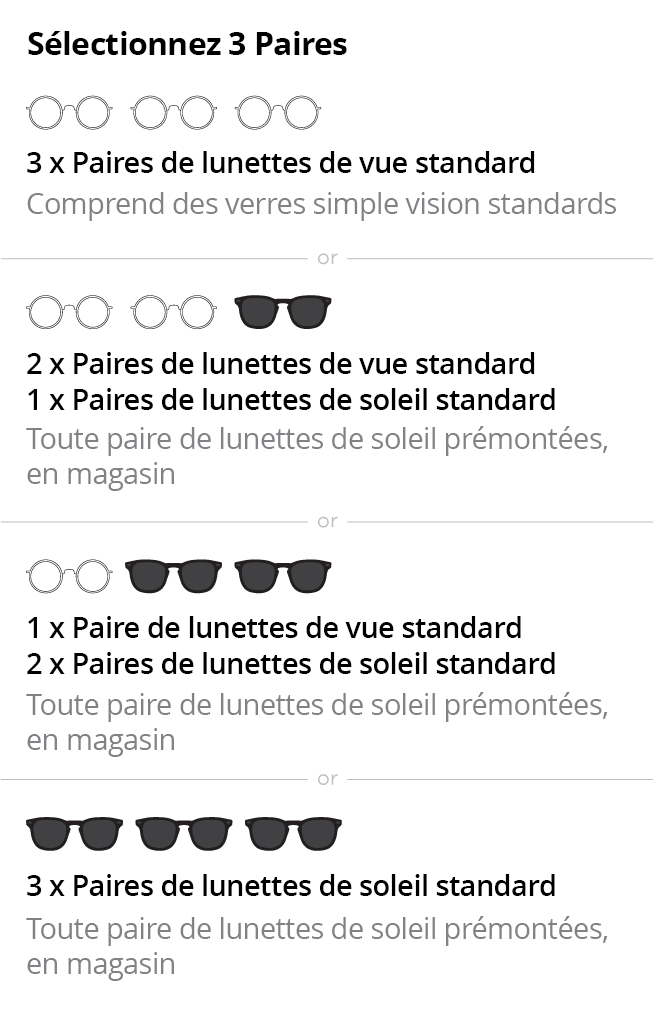 Sélectionnez 3 Paires
3 x Paires de lunettes de vue standard
Comprend des verres simple vision standards
or
2 x Paires de lunettes de vue standard
1 x Paires de lunettes de soleil standard
Toute paire de lunettes de soleil prémontées,
en magasin
or
1 x Paire de lunettes de vue standard
2 x Paires de lunettes de soleil standard
Toute paire de lunettes de soleil prémontées,
en magasin
or
3 x Paires de lunettes de soleil standard
Toute paire de lunettes de soleil prémontées,
en magasin